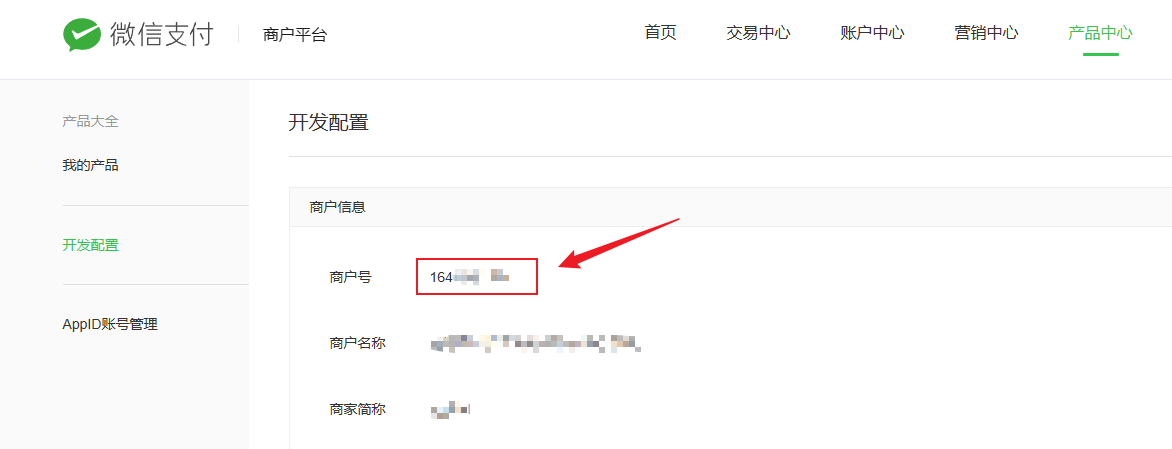 微信支付 商户平台 首页 交易中心 账户中心 营销中心 产品中心
产品大全
我的产品
开发配置
AppID账号管理
开发配置
商户信息
商户号 164
商户名称
商家简称